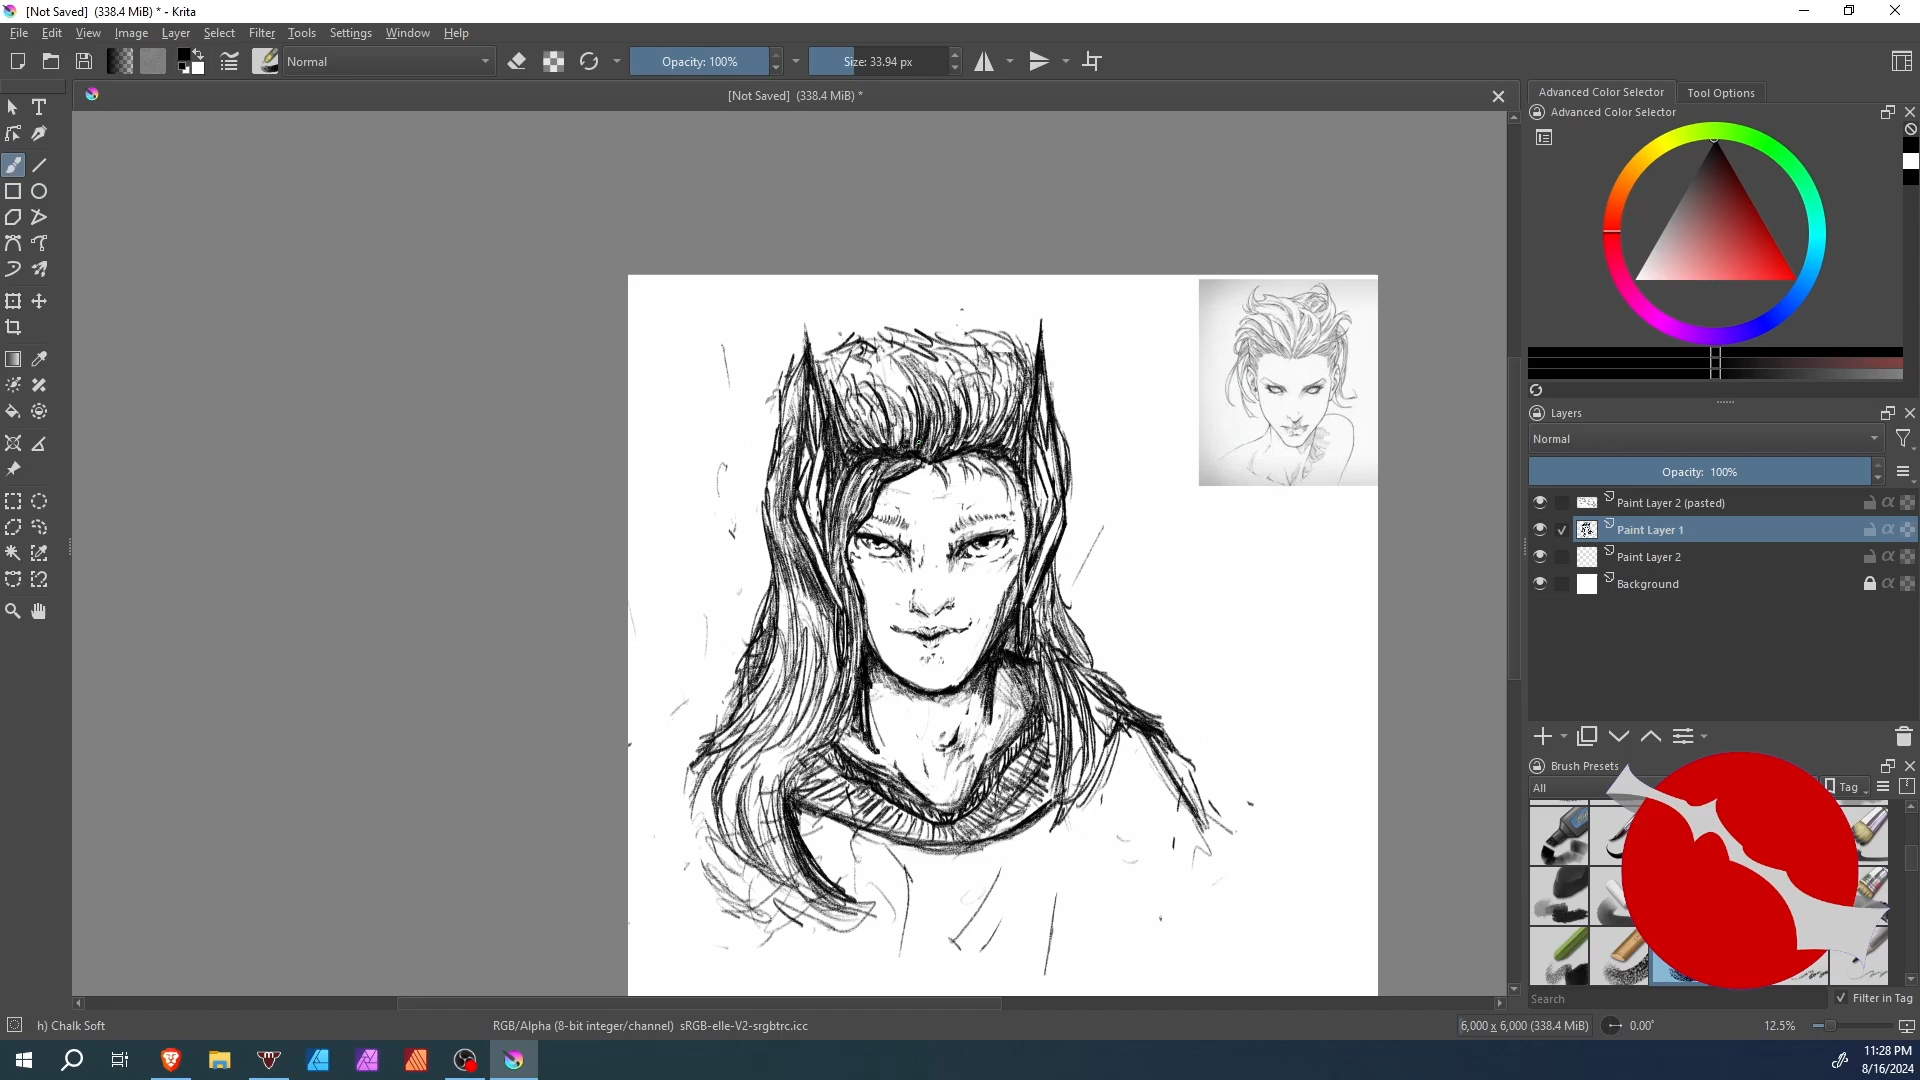 [Not Saved] (338.4 MiB) * - Krita
File Edit View Image Layer Select Filter Tools Settings Window Help
Normal
Opacity: 100%
Size: 33.94 px
[Not Saved] (338.4 MiB) *
Advanced Color Selector
Tool Options
Advanced Color Selector
Layers
Normal
Opacity: 100%
Paint Layer 2 (pasted)
Paint Layer 1
Paint Layer 2
Background
Brush Presets
All
Tag
Search
Filter in Tag
h) Chalk Soft
RGB/Alpha (8-bit integer/channel) sRGB-elle-V2-srgbtrc.icc
6,000 x 6,000 (338.4 MiB)
0.00°
12.5%
11:28 PM
8/16/2024